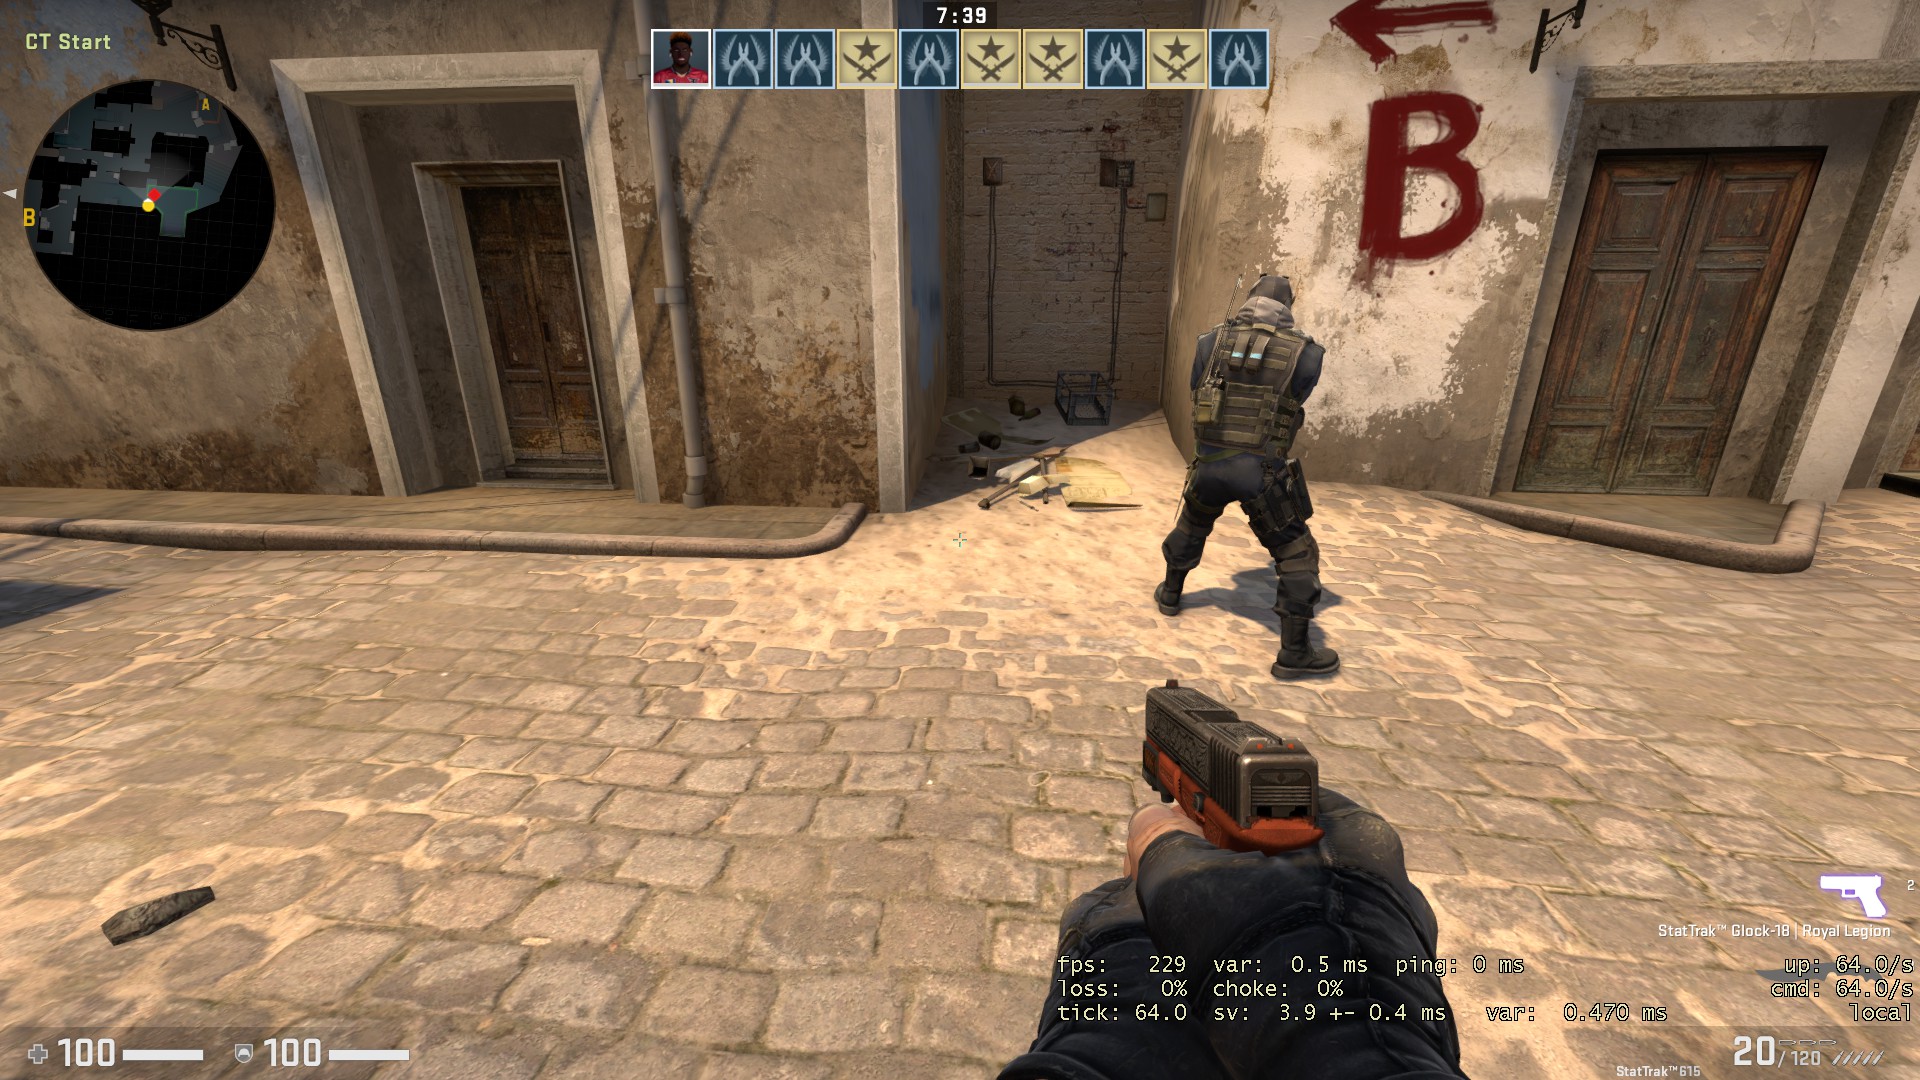 7:39
CT Start
A
B
B
2
StatTrak™ Glock-18 | Royal Legion
fps: 229 var: 0.5 ms ping: 0 ms
up: 64.0/s
loss: 0% choke: 0%
cmd: 64.0/s
tick: 64.0 sv: 3.9 +- 0.4 ms var: 0.470 ms
local
100
100
20/120
StatTrak™615